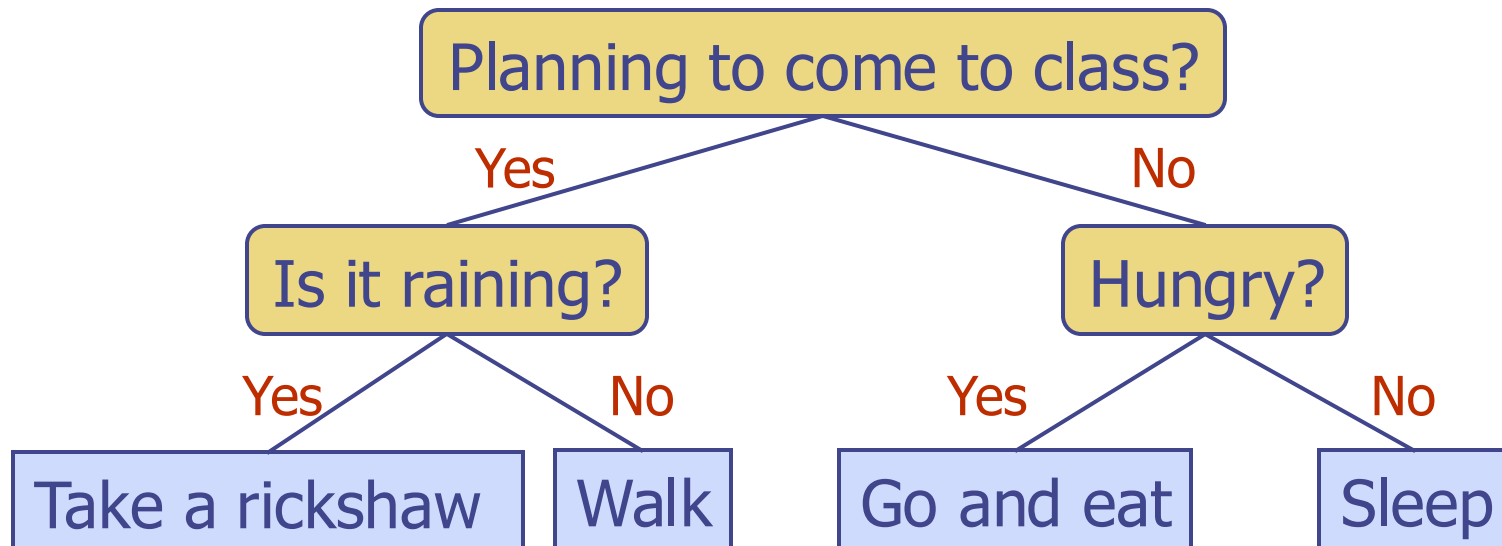 Planning to come to class?
Yes
No
Is it raining?
Hungry?
Yes
No
Yes
No
Take a rickshaw
Walk
Go and eat
Sleep